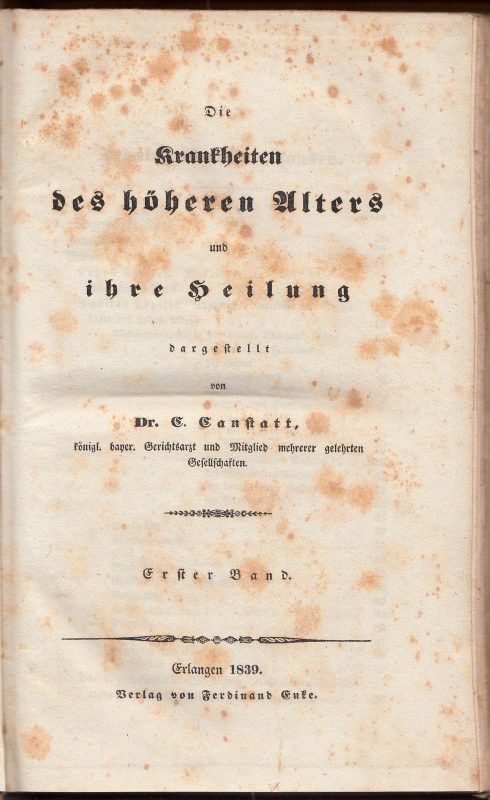 Die
Krankheiten
des höheren Alters
und
ihre Heilung
dargestellt
von
Dr. C. Canstatt,
königl. bayer. Gerichtsarzt und Mitglied mehrerer gelehrten
Gesellschaften.
Erster Band.
Erlangen 1839.
Verlag von Ferdinand Enke.